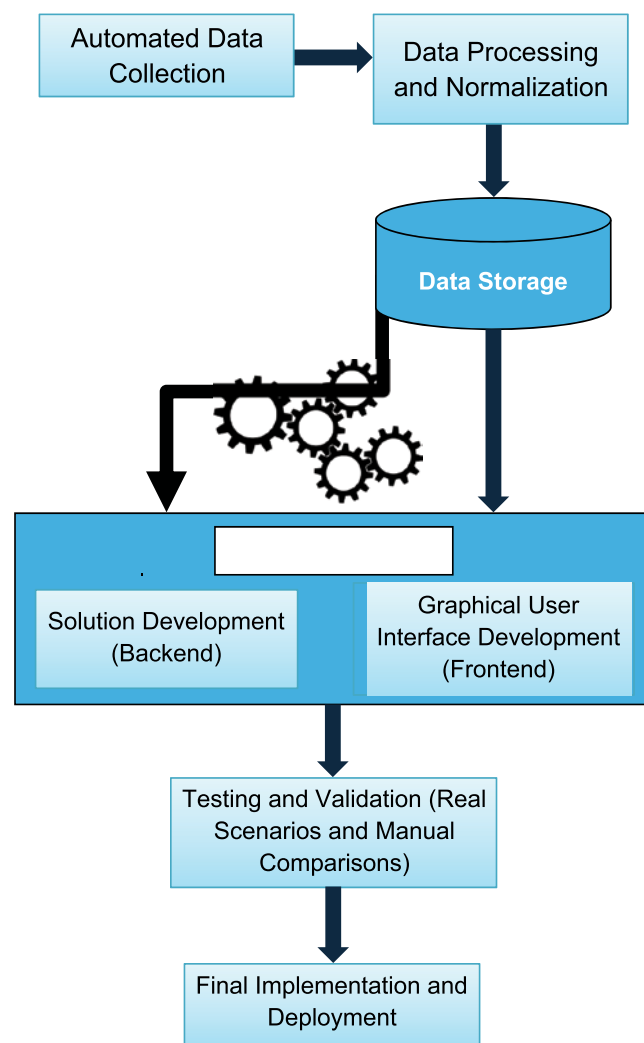 Automated Data
Collection
Data Processing
and Normalization
Data Storage
Solution Development
(Backend)
Graphical User
Interface Development
(Frontend)
Testing and Validation (Real
Scenarios and Manual
Comparisons)
Final Implementation and
Deployment